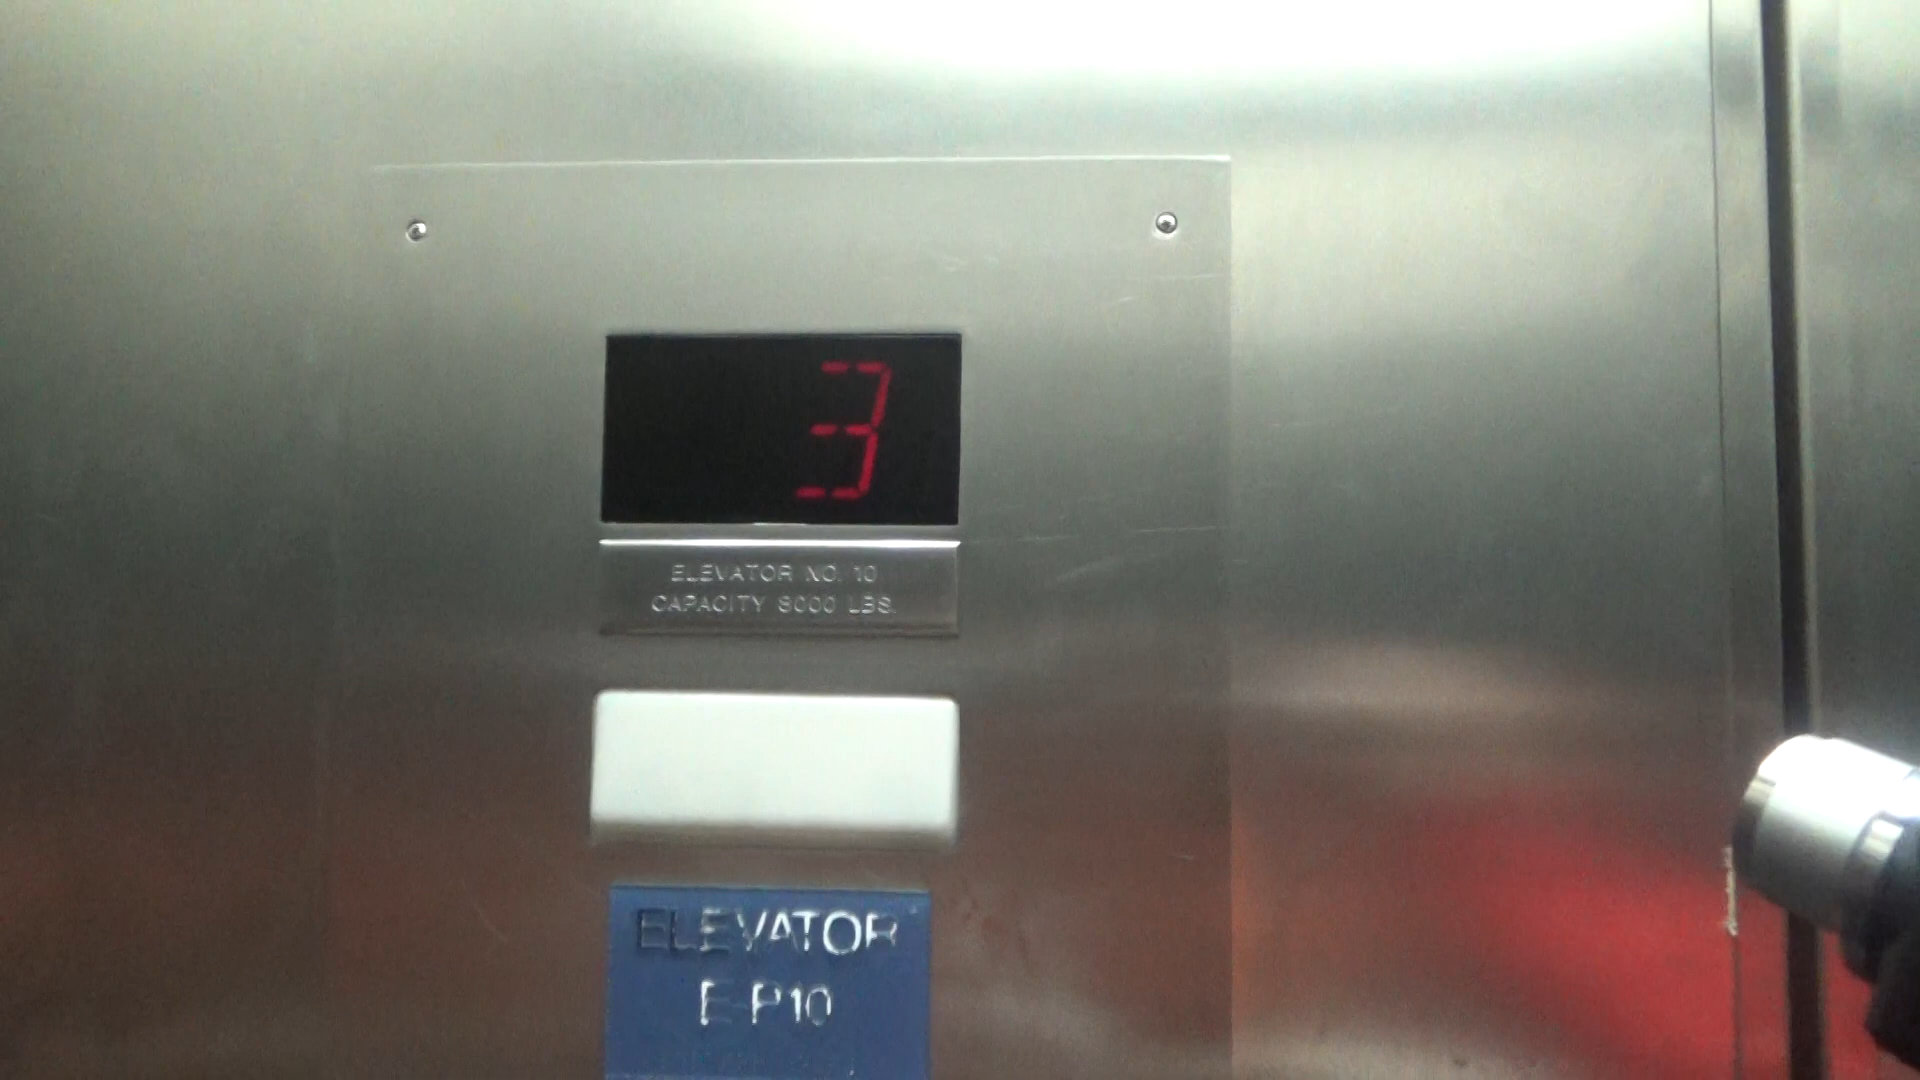 3
ELEVATOR NO. 10
CAPACITY 8000 LBS.
ELEVATOR
E-P10